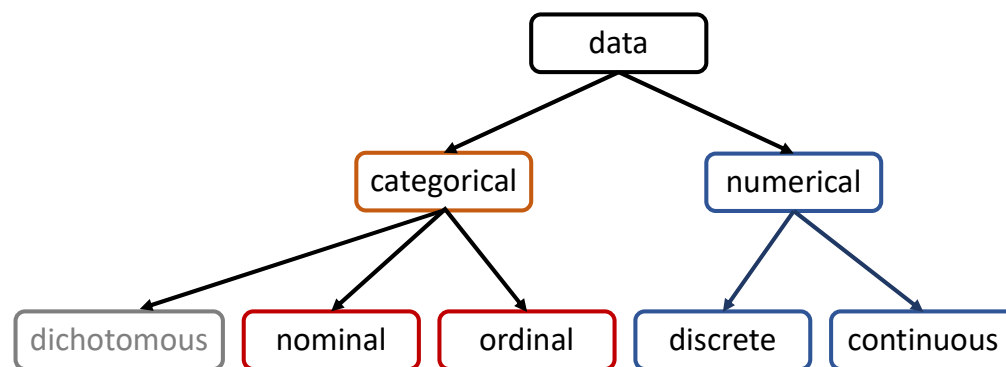 data
categorical
numerical
dichotomous
nominal
ordinal
discrete
continuous